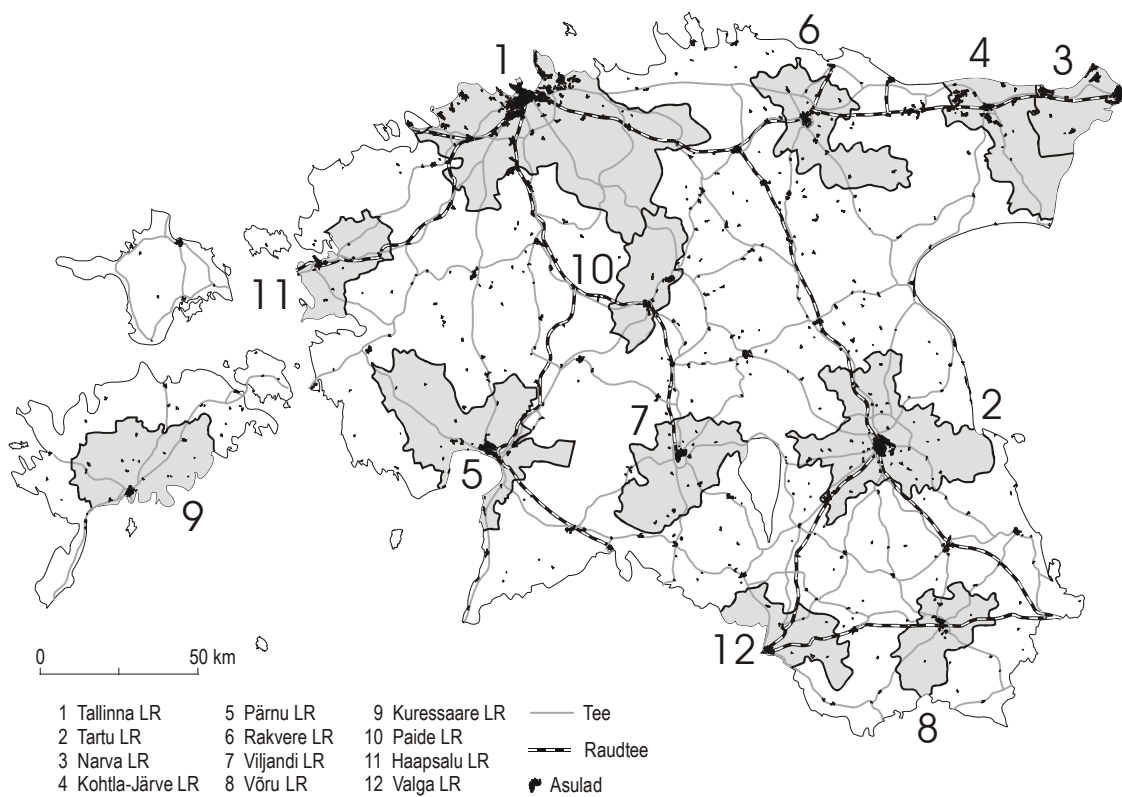 6
4
3
1
10
11
2
7
5
9
12
8
0 50 km
1 Tallinna LR
2 Tartu LR
3 Narva LR
4 Kohtla-Järve LR
5 Pärnu LR
6 Rakvere LR
7 Viljandi LR
8 Võru LR
9 Kuressaare LR
10 Paide LR
11 Haapsalu LR
12 Valga LR
Tee
Raudtee
Asulad